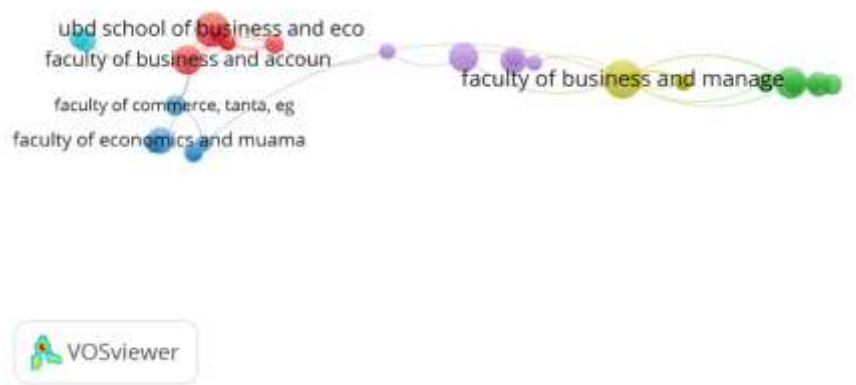 ubd school of business and eco
faculty of business and accoun
faculty of business and manage
faculty of commerce, tanta, eg
faculty of economics and muama
VOSviewer